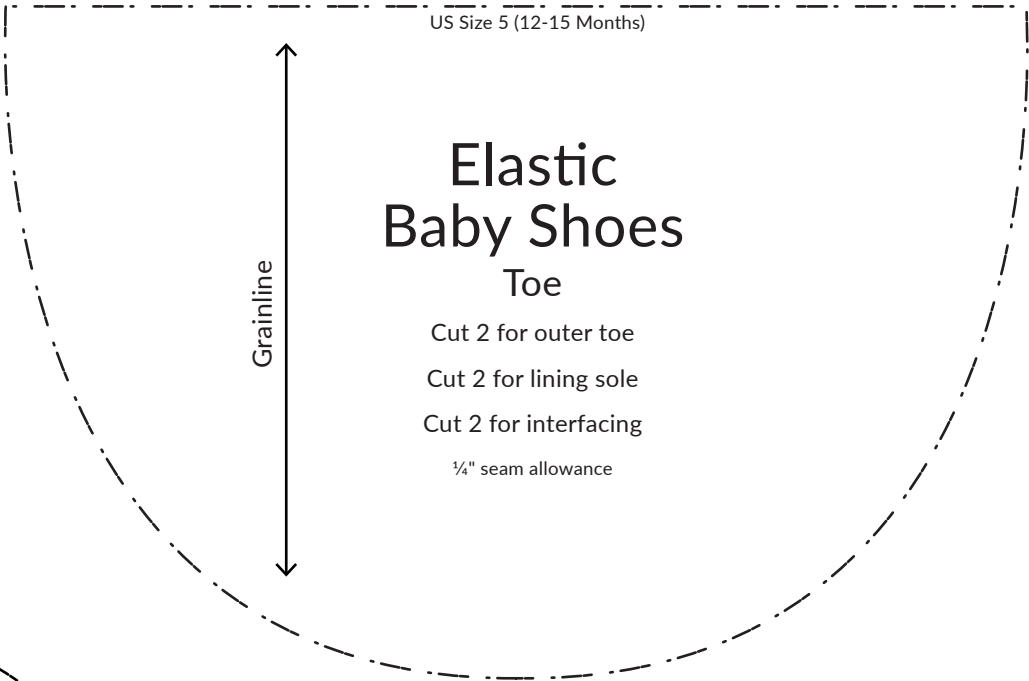 US Size 5 (12-15 Months)
Elastic
Baby Shoes
Toe
Grainline
Cut 2 for outer toe
Cut 2 for lining sole
Cut 2 for interfacing
¼" seam allowance